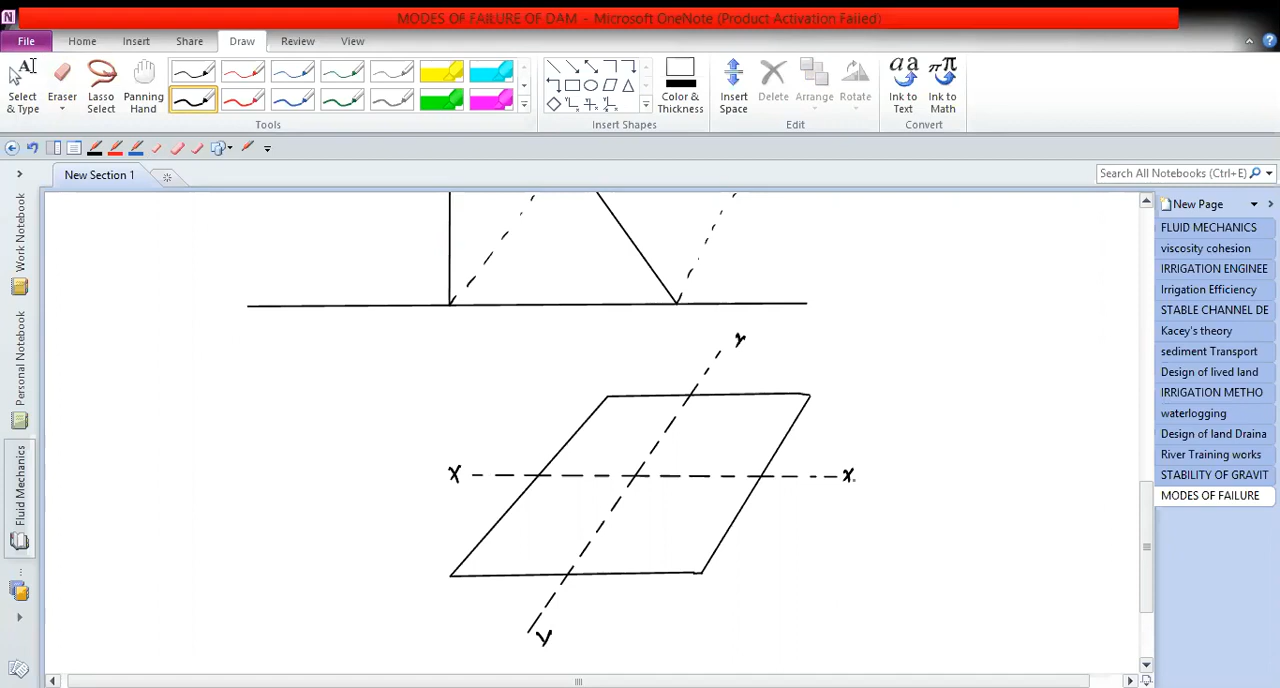 MODES OF FAILURE OF DAM - Microsoft OneNote (Product Activation Failed)
File Home Insert Share Draw Review View
Select & Type
Eraser
Lasso Select
Panning Hand
Color & Thickness
Insert Space
Delete
Arrange
Rotate
Ink to Text
Ink to Math
Tools
Insert Shapes
Edit
Convert
New Section 1
Search All Notebooks (Ctrl+E)
Work Notebook
Personal Notebook
Fluid Mechanics
New Page
FLUID MECHANICS
viscosity cohesion
IRRIGATION ENGINEE
Irrigation Efficiency
STABLE CHANNEL DE
Kacey's theory
sediment Transport
Design of lived land
IRRIGATION METHO
waterlogging
Design of land Draina
River Training works
STABILITY OF GRAVIT
MODES OF FAILURE
Y
X
X.
Y